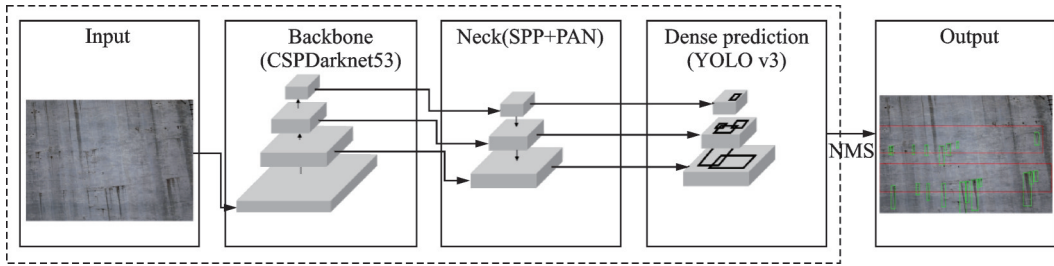 Input
Backbone
(CSPDarknet53)
Neck(SPP+PAN)
Dense prediction
(YOLO v3)
NMS
Output